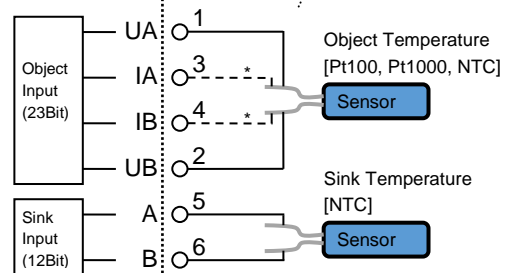 UA 1
Object Temperature
[Pt100, Pt1000, NTC]
Object
Input
(23Bit)
IA 3 *
Sensor
IB 4 *
UB 2
Sink Temperature
[NTC]
Sink
Input
(12Bit)
A 5
Sensor
B 6